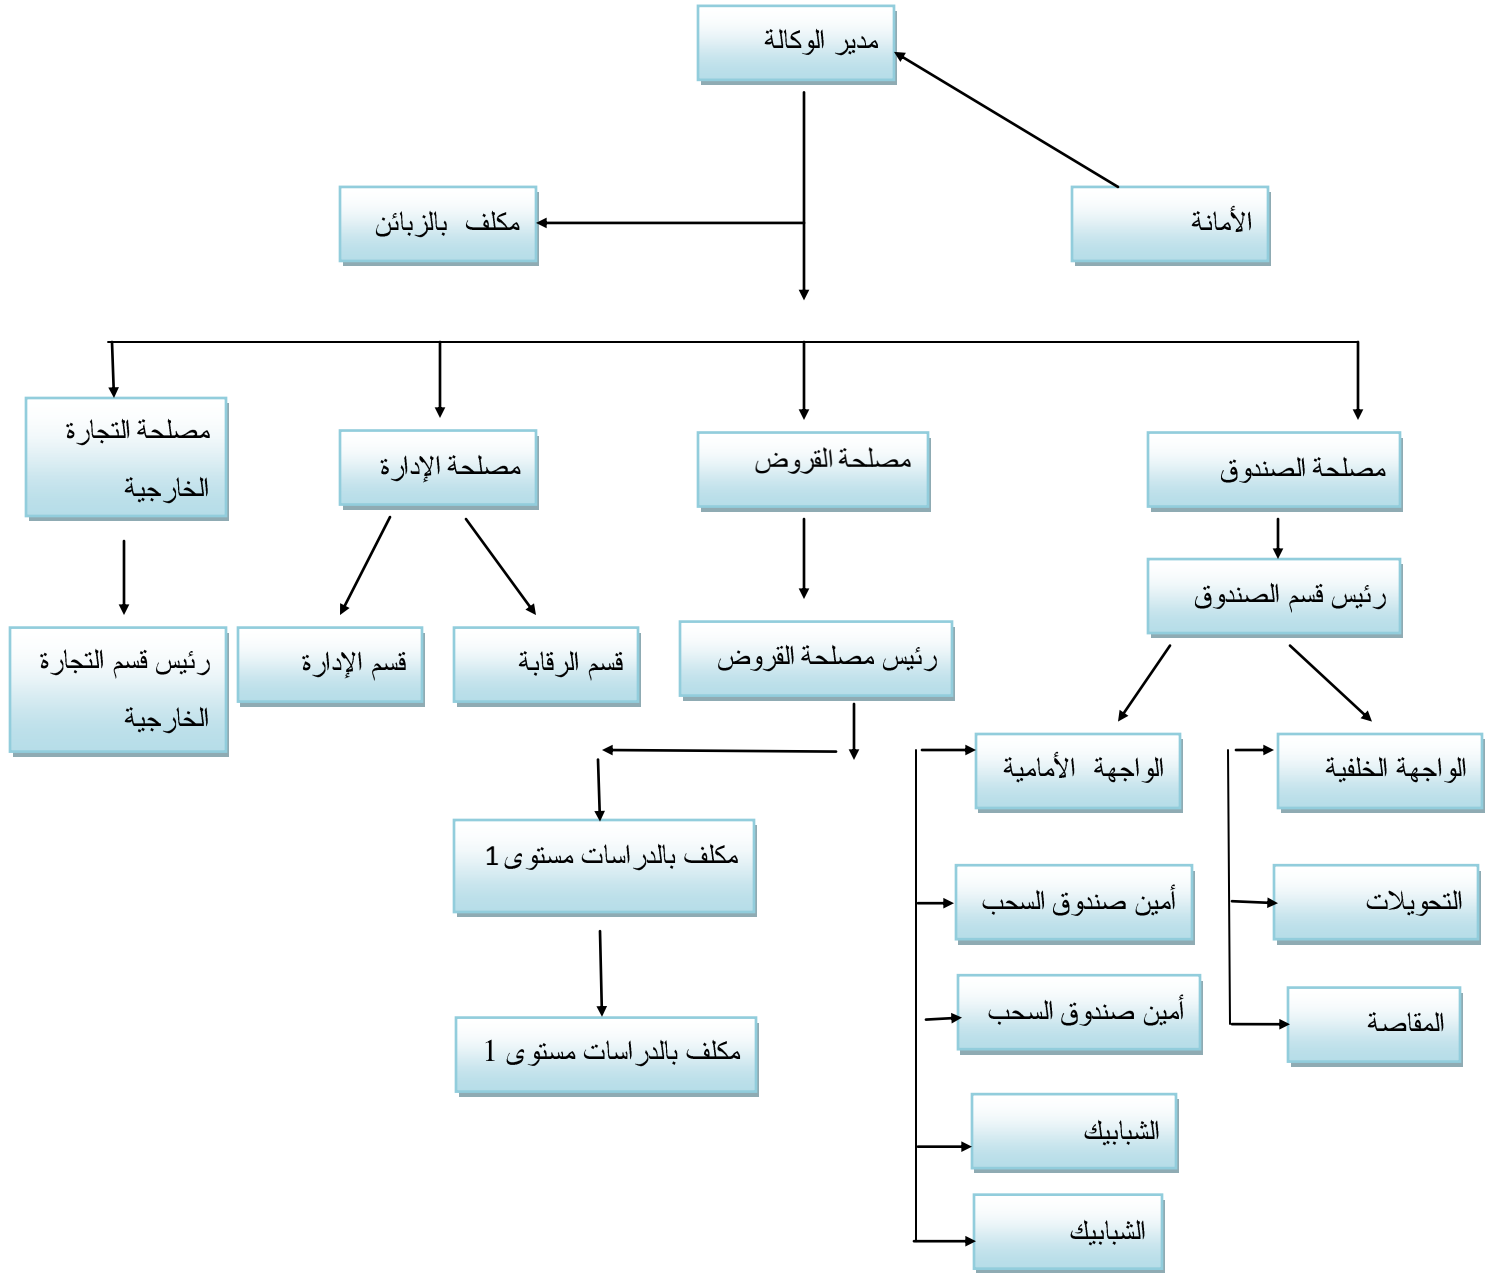 مدير الوكالة
الأمانة
مكلف بالزبائن
مصلحة الصندوق
مصلحة القروض
مصلحة الإدارة
مصلحة التجارة
الخارجية
رئيس قسم الصندوق
رئيس مصلحة القروض
قسم الرقابة
قسم الإدارة
رئيس قسم التجارة
الخارجية
الواجهة الخلفية
الواجهة الأمامية
مكلف بالدراسات مستوى 1
التحويلات
أمين صندوق السحب
المقاصة
أمين صندوق السحب
مكلف بالدراسات مستوى 1
الشبابيك
الشبابيك